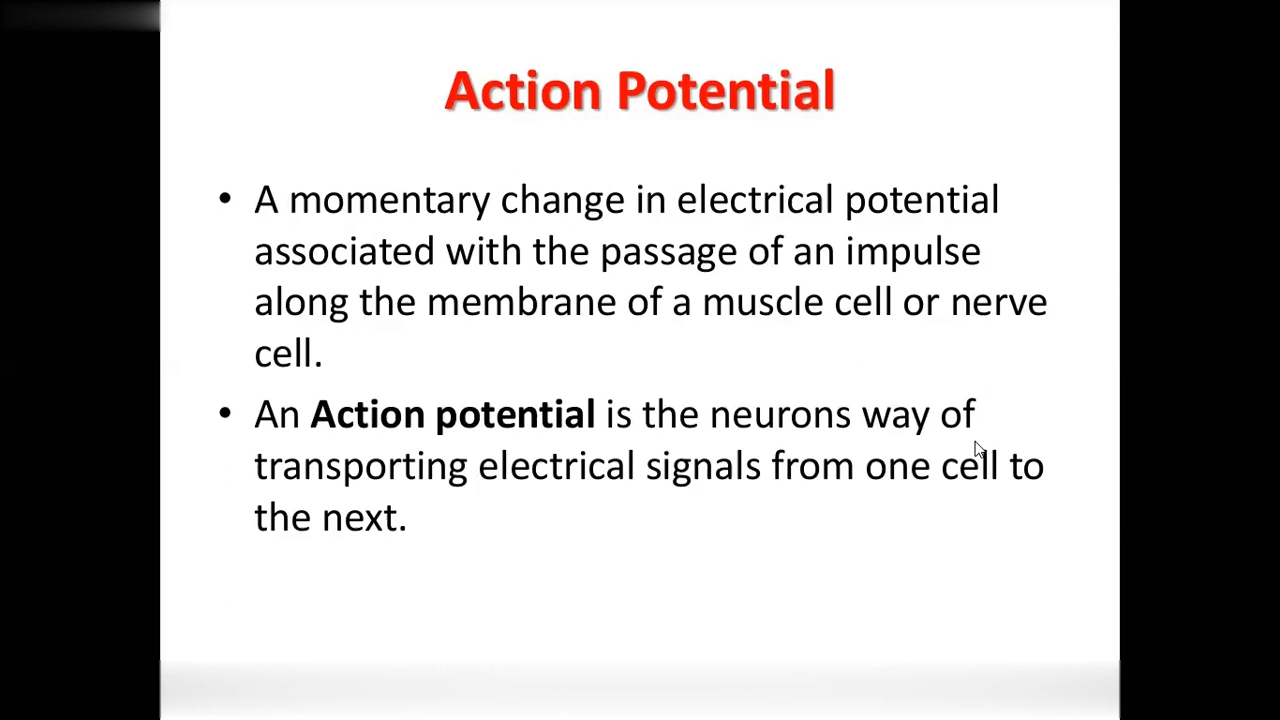 Action Potential
• A momentary change in electrical potential
associated with the passage of an impulse
along the membrane of a muscle cell or nerve
cell.
• An Action potential is the neurons way of
transporting electrical signals from one cell to
the next.